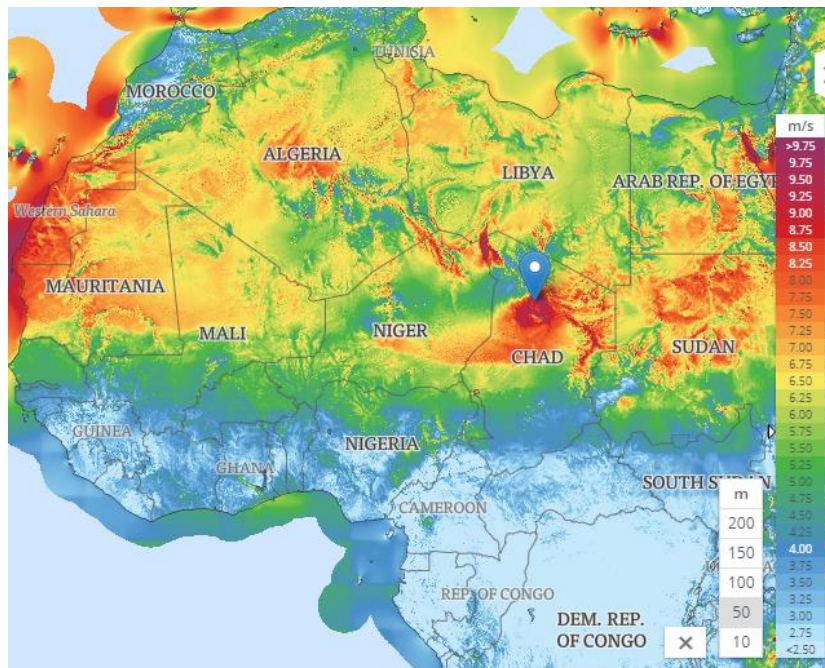 TUNISIA
MOROCCO
ALGERIA
LIBYA
ARAB REP. OF EGYP
Western Sahara
MAURITANIA
MALI
NIGER
CHAD
SUDAN
GUINEA
GHANA
NIGERIA
CAMEROON
SOUTH SUDAN
REP. OF CONGO
DEM. REP.
OF CONGO
m/s
>9.75
9.75
9.50
9.25
9.00
8.75
8.50
8.25
8.00
7.75
7.50
7.25
7.00
6.75
6.50
6.25
6.00
5.75
5.50
5.25
5.00
4.75
4.50
4.25
4.00
3.75
3.50
3.25
3.00
2.75
<2.50
m
200
150
100
50
10